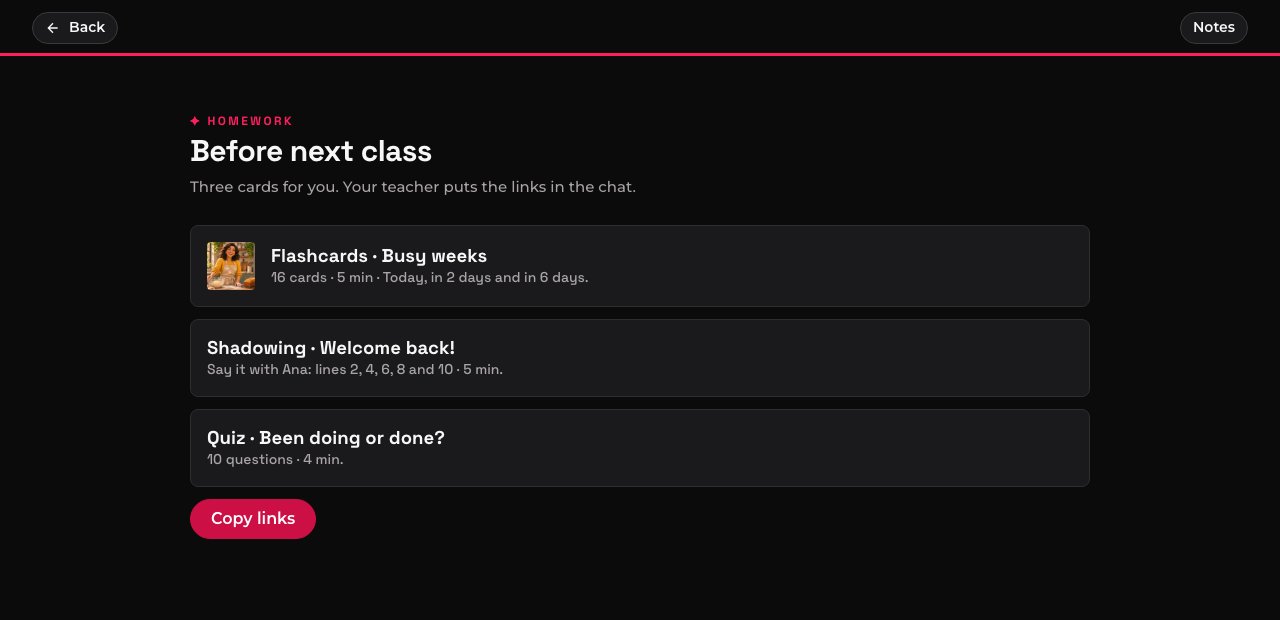 Back
Notes
HOMEWORK
Before next class
Three cards for you. Your teacher puts the links in the chat.
Flashcards · Busy weeks
16 cards · 5 min · Today, in 2 days and in 6 days.
Shadowing · Welcome back!
Say it with Ana: lines 2, 4, 6, 8 and 10 · 5 min.
Quiz · Been doing or done?
10 questions · 4 min.
Copy links